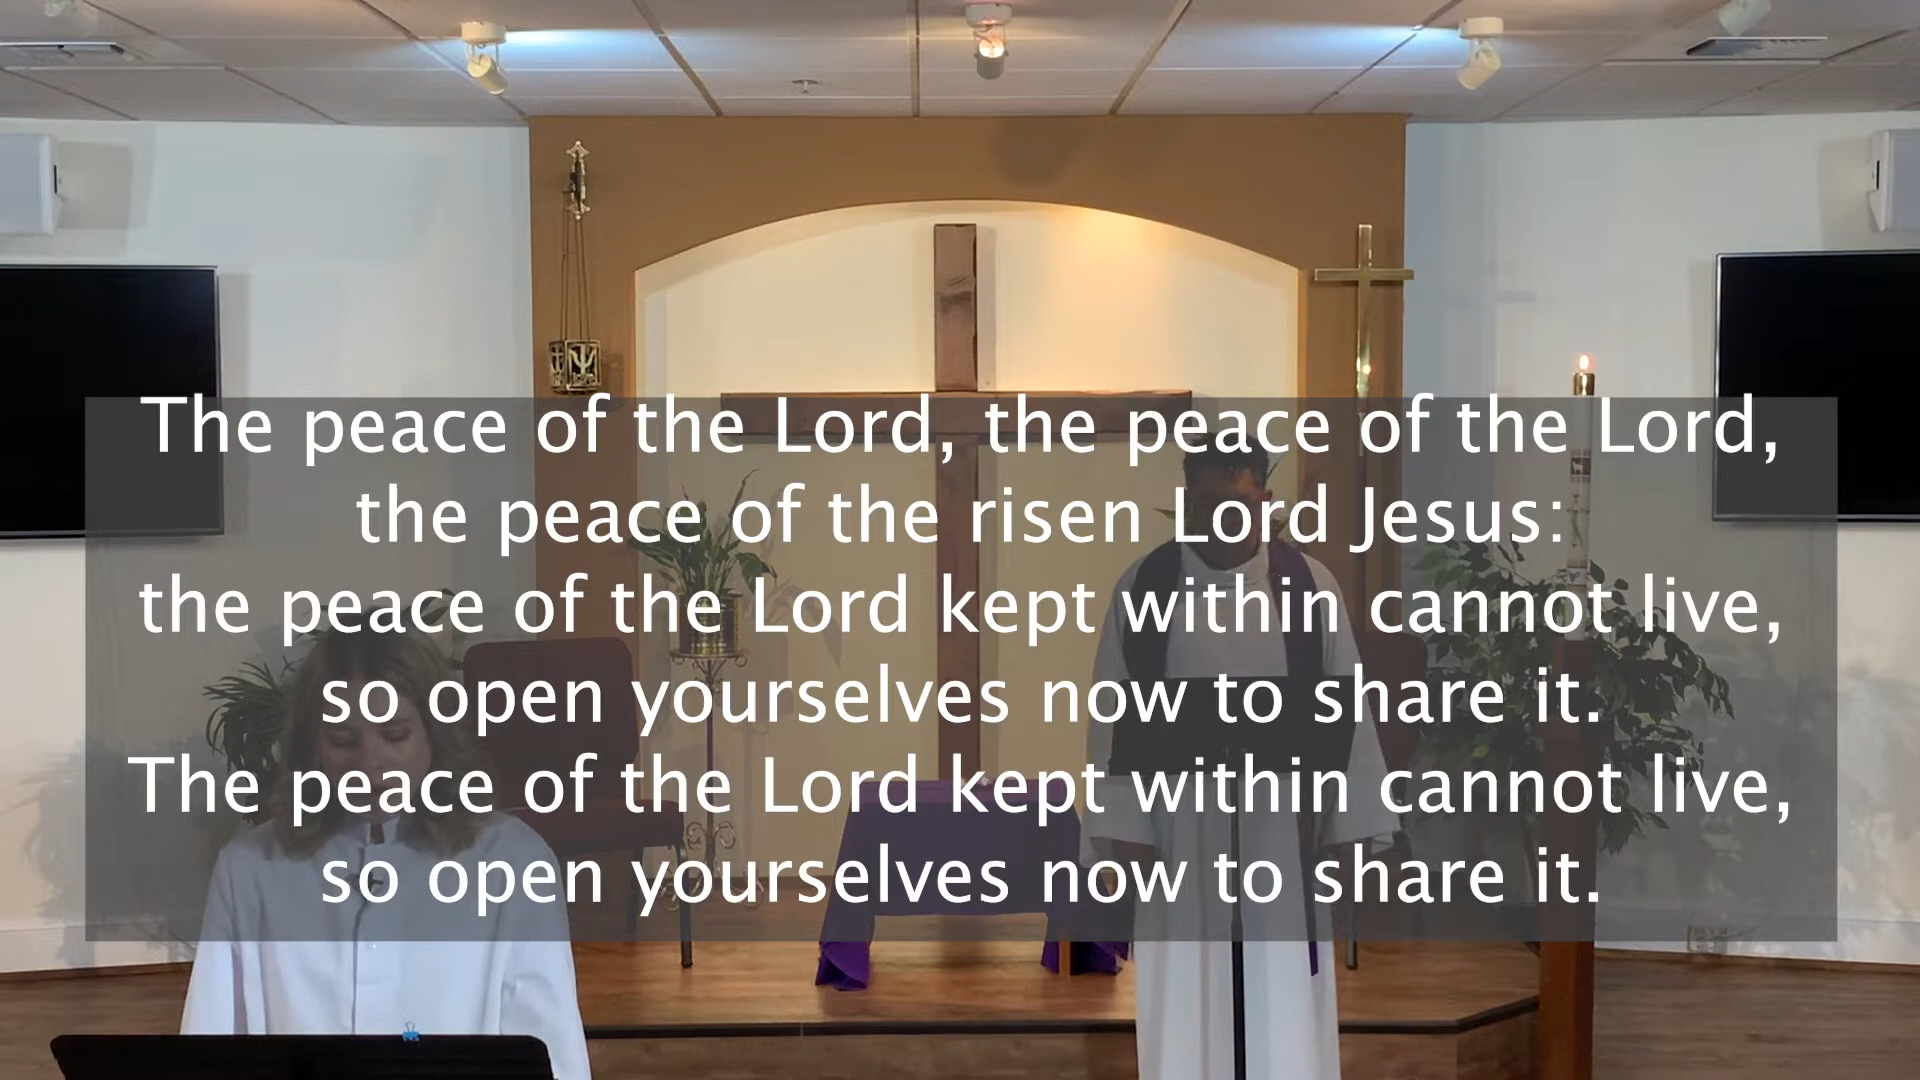 The peace of the Lord, the peace of the Lord,
the peace of the risen Lord Jesus:
the peace of the Lord kept within cannot live,
so open yourselves now to share it.
The peace of the Lord kept within cannot live,
so open yourselves now to share it.